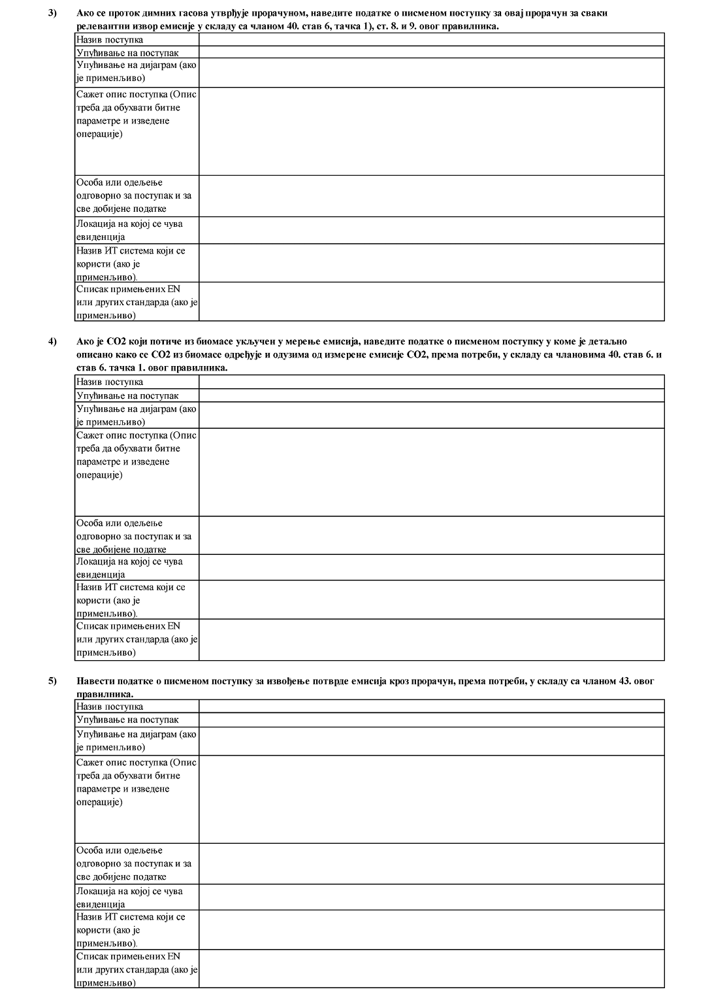 3) Ако се проток димних гасова утврђује прорачуном, наведите податке о писменом поступку за овај прорачун за сваки
релевантни извор емисије у складу са чланом 40. став 6, тачка 1), ст. 8. и 9. овог правилника.
Назив поступка
Упућивање на поступак
Упућивање на дијаграм (ако
је применљиво)
Сажет опис поступка (Опис
треба да обухвати битне
параметре и изведене
операције)
Особа или одељење
одговорно за поступак и за
све добијене податке
Локација на којој се чува
евиденција
Назив ИТ система који се
користи (ако је
применљиво).
Списак примењених EN
или других стандарда (ако је
применљиво)
4) Ако је CO2 који потиче из биомасе укључен у мерење емисија, наведите податке о писменом поступку у коме је детаљно
описано како се CO2 из биомасе одређује и одузима од измерене емисије CO2, према потреби, у складу са члановима 40. став 6. и
став 6. тачка 1. овог правилника.
Назив поступка
Упућивање на поступак
Упућивање на дијаграм (ако
је применљиво)
Сажет опис поступка (Опис
треба да обухвати битне
параметре и изведене
операције)
Особа или одељење
одговорно за поступак и за
све добијене податке
Локација на којој се чува
евиденција
Назив ИТ система који се
користи (ако је
применљиво).
Списак примењених EN
или других стандарда (ако је
применљиво)
5) Навести податке о писменом поступку за извођење потврде емисија кроз прорачун, према потреби, у складу са чланом 43. овог
правилника.
Назив поступка
Упућивање на поступак
Упућивање на дијаграм (ако
је применљиво)
Сажет опис поступка (Опис
треба да обухвати битне
параметре и изведене
операције)
Особа или одељење
одговорно за поступак и за
све добијене податке
Локација на којој се чува
евиденција
Назив ИТ система који се
користи (ако је
применљиво).
Списак примењених EN
или других стандарда (ако је
применљиво)